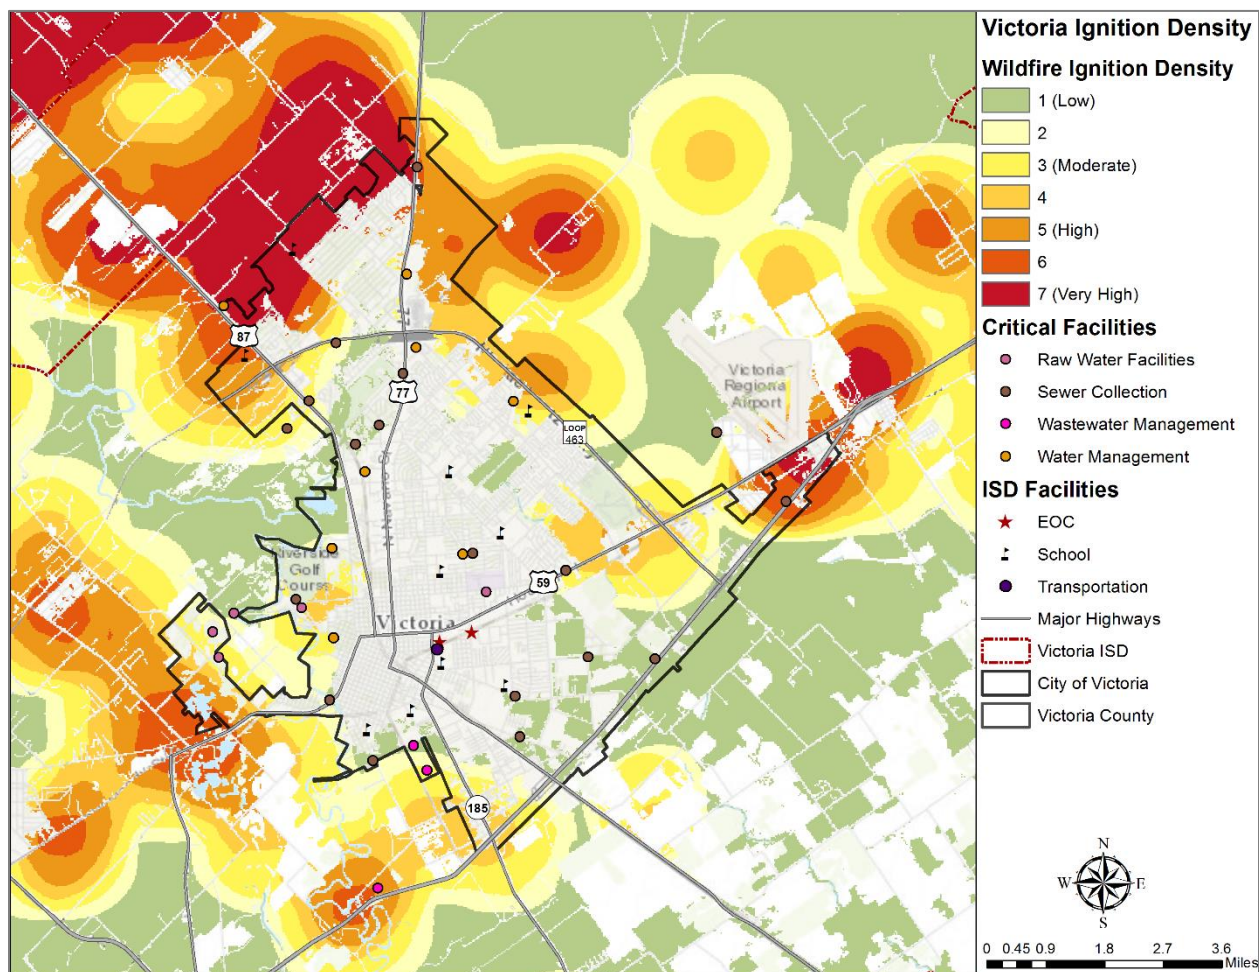 Victoria Ignition Density
Wildfire Ignition Density
1 (Low)
2
3 (Moderate)
4
5 (High)
6
7 (Very High)
Critical Facilities
Raw Water Facilities
Sewer Collection
Wastewater Management
Water Management
ISD Facilities
EOC
School
Transportation
Major Highways
Victoria ISD
City of Victoria
Victoria County
N
W
E
S
0 0.45 0.9 1.8 2.7 3.6
Miles
87
77
77
LOOP
463
Victoria
Regional
Airport
Riverside
Golf
Course
59
Victoria
185